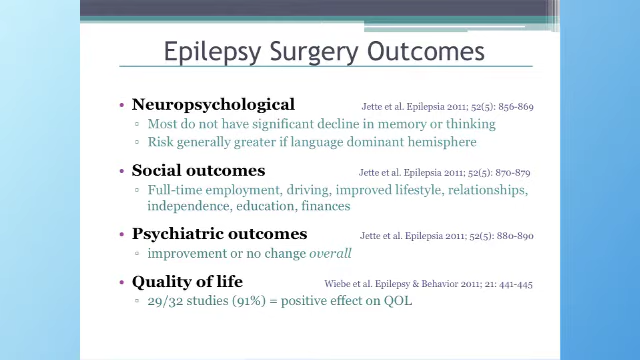 Epilepsy Surgery Outcomes
• Neuropsychological Jette et al. Epilepsia 2011; 52(5): 856-869
▫ Most do not have significant decline in memory or thinking
▫ Risk generally greater if language dominant hemisphere
• Social outcomes Jette et al. Epilepsia 2011; 52(5): 870-879
▫ Full-time employment, driving, improved lifestyle, relationships,
independence, education, finances
• Psychiatric outcomes Jette et al. Epilepsia 2011; 52(5): 880-890
▫ improvement or no change overall
• Quality of life Wiebe et al. Epilepsy & Behavior 2011; 21: 441-445
▫ 29/32 studies (91%) = positive effect on QOL